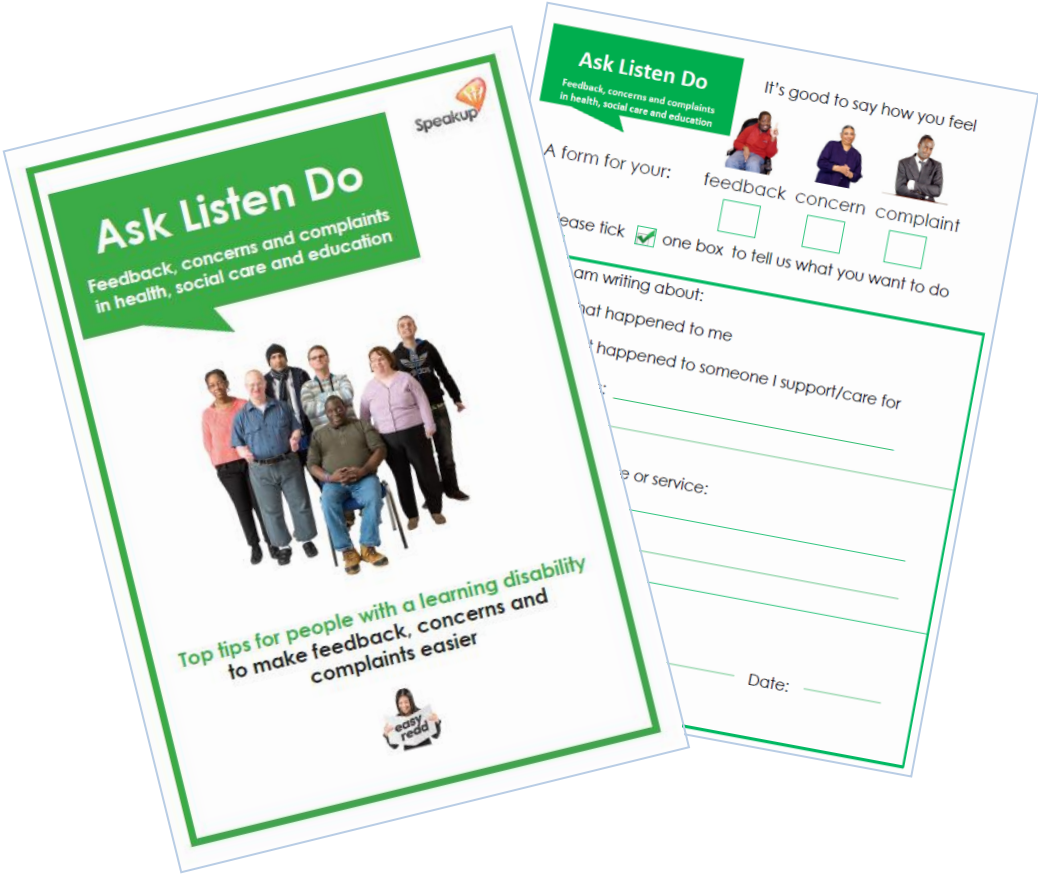 Speakup
Ask Listen Do
Feedback, concerns and complaints
in health, social care and education
Top tips for people with a learning disability
to make feedback, concerns and
complaints easier
easy
read
Ask Listen Do
Feedback, concerns and complaints
in health, social care and education
It's good to say how you feel
A form for your:
feedback concern complaint
ease tick one box to tell us what you want to do
am writing about:
hat happened to me
t happened to someone I support/care for
e or service:
Date: